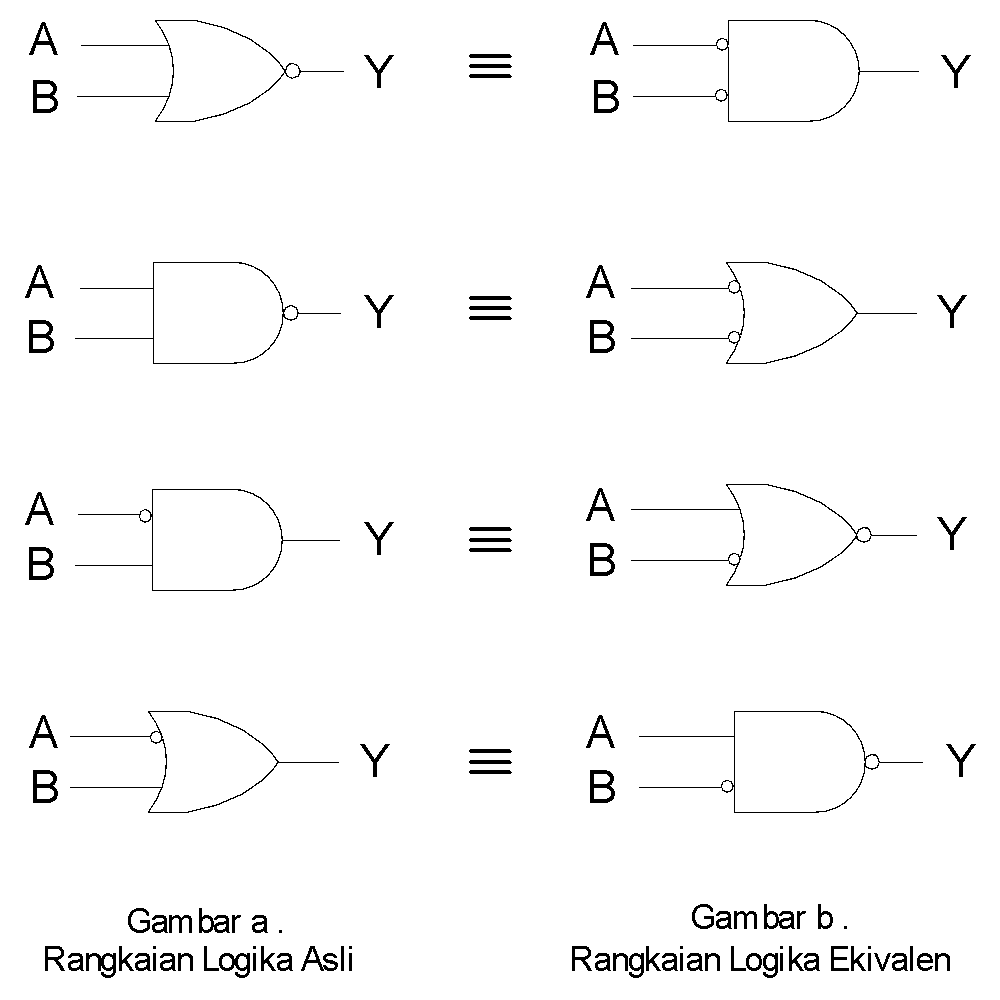 A Y ≡ A Y
B B
A Y ≡ A Y
B B
A Y ≡ A Y
B B
A Y ≡ A Y
B B
Gambar a .
Rangkaian Logika Asli
Gambar b .
Rangkaian Logika Ekivalen